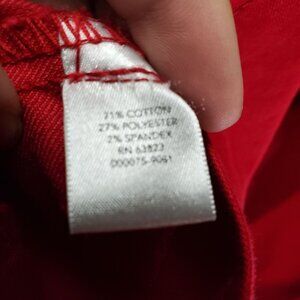 71% COTTON
27% POLYESTER
2% SPANDEX
RN 63823
000075-9061